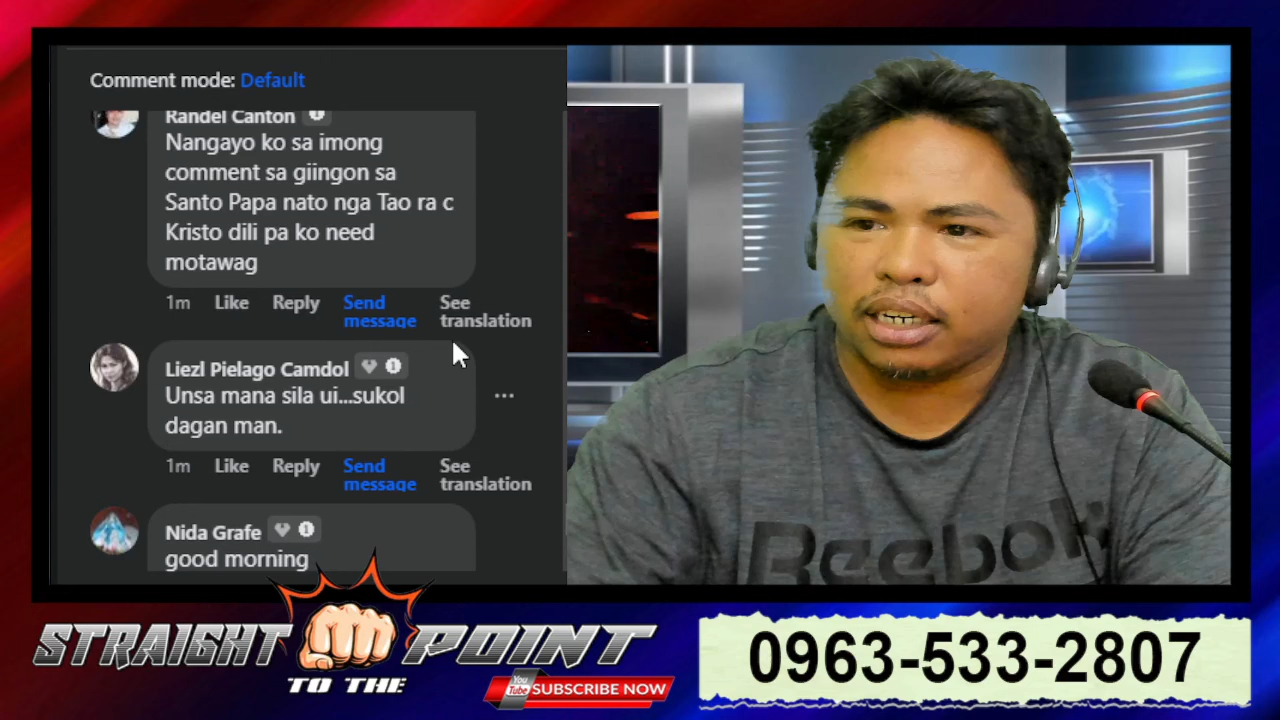 Comment mode: Default
Randel Canton
Nangayo ko sa imong
comment sa giingon sa
Santo Papa nato nga Tao ra c
Kristo dili pa ko need
motawag
1m Like Reply Send message See translation
Liezl Pielago Camdol
Unsa mana sila ui...sukol
dagan man.
1m Like Reply Send message See translation
Nida Grafe
good morning
Reebok
STRAIGHT
TO THE
POINT
You Tube SUBSCRIBE NOW
0963-533-2807